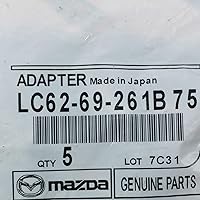 ADAPTER Made in Japan
LC62-69-261B 75
QTY 5 LOT 7C31
mazda GENUINE PARTS